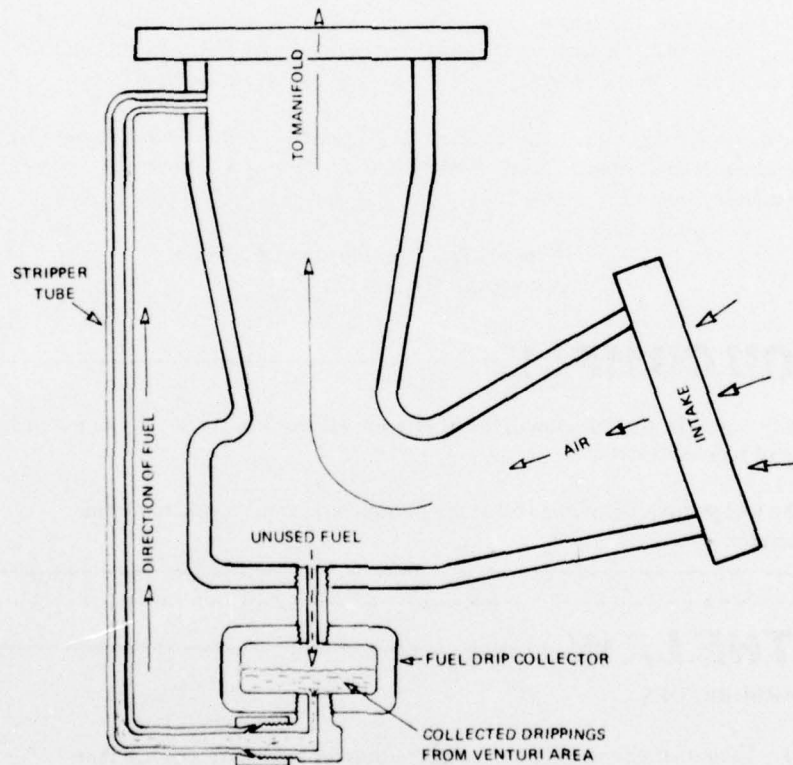 TO MANIFOLD
STRIPPER
TUBE
DIRECTION OF FUEL
INTAKE
AIR
UNUSED FUEL
FUEL DRIP COLLECTOR
COLLECTED DRIPPINGS
FROM VENTURI AREA